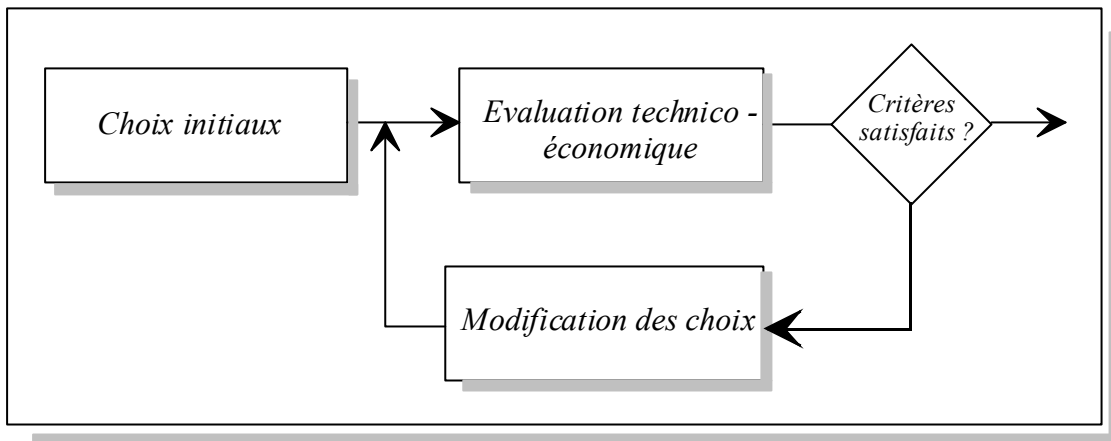 Choix initiaux
Evaluation technico -
économique
Critères
satisfaits ?
Modification des choix